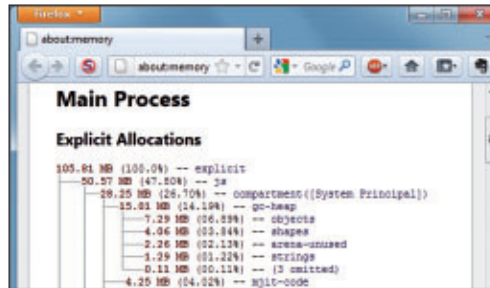 Firefox
about:memory
about:memory Google
Main Process
Explicit Allocations
105.81 MB (100.0%) -- explicit
50.57 MB (47.80%) -- js
28.25 MB (26.70%) -- compartment([System Principal])
15.01 MB (14.19%) -- gc-heap
7.29 MB (06.89%) -- objects
4.06 MB (03.84%) -- shapes
2.26 MB (02.13%) -- arena-unused
1.29 MB (01.22%) -- strings
0.11 MB (00.11%) -- (3 omitted)
4.25 MB (04.02%) -- mjit-code